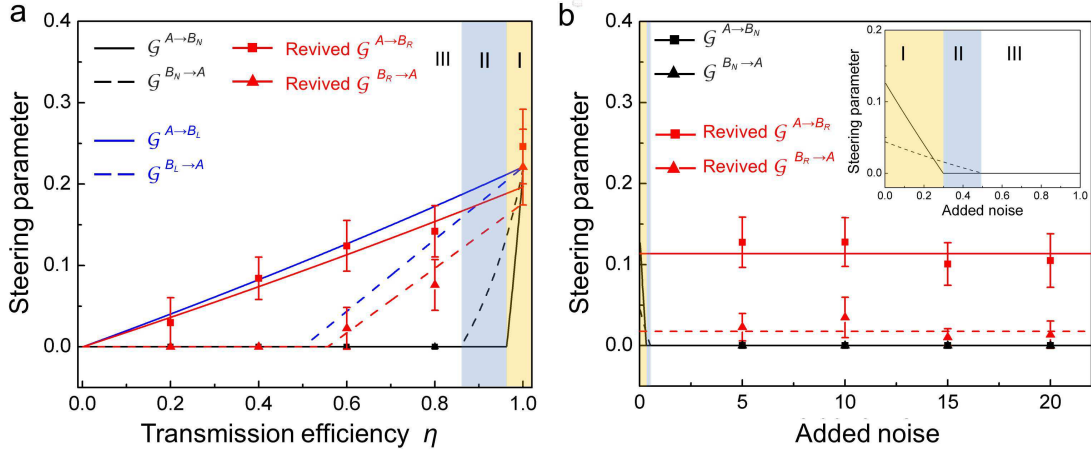 a
0.4
0.3
0.2
0.1
0.0
Steering parameter
𝒢 A→B_N
𝒢 B_N→A
𝒢 A→B_L
𝒢 B_L→A
Revived 𝒢 A→B_R
Revived 𝒢 B_R→A
III II I
0.0 0.2 0.4 0.6 0.8 1.0
Transmission efficiency η
b
0.4
0.3
0.2
0.1
0.0
Steering parameter
𝒢 A→B_N
𝒢 B_N→A
Revived 𝒢 A→B_R
Revived 𝒢 B_R→A
0.2
0.1
0.0
Steering parameter
I II III
0.0 0.2 0.4 0.6 0.8 1.0
Added noise
0 5 10 15 20
Added noise